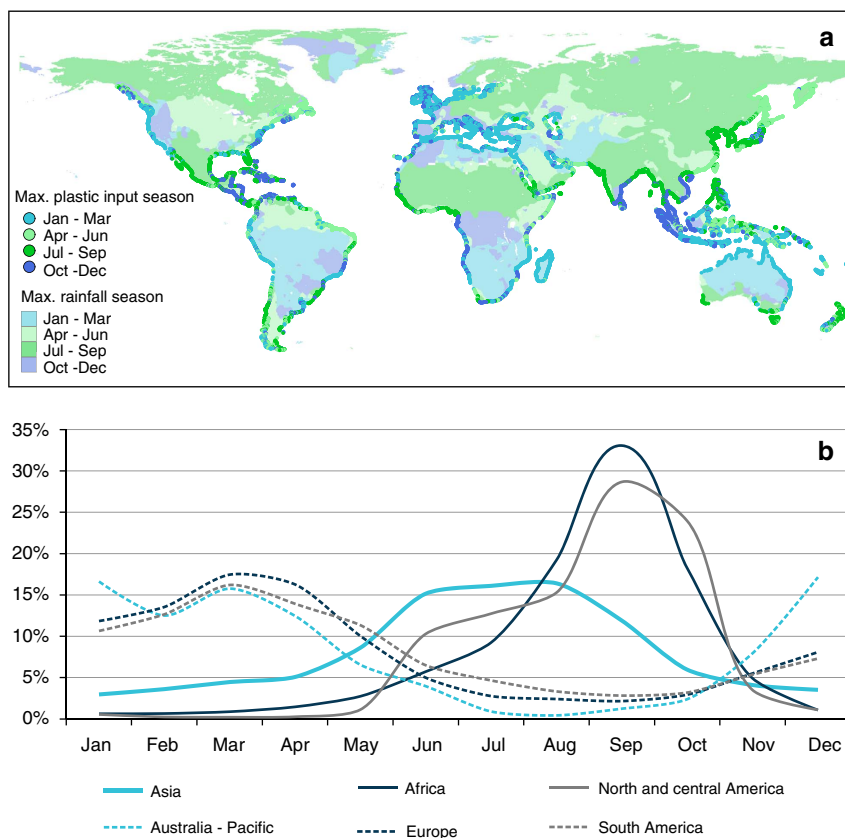 a
Max. plastic input season
Jan - Mar
Apr - Jun
Jul - Sep
Oct -Dec
Max. rainfall season
Jan - Mar
Apr - Jun
Jul - Sep
Oct -Dec
b
35%
30%
25%
20%
15%
10%
5%
0%
Jan Feb Mar Apr May Jun Jul Aug Sep Oct Nov Dec
Asia Africa North and central America
Australia - Pacific Europe South America